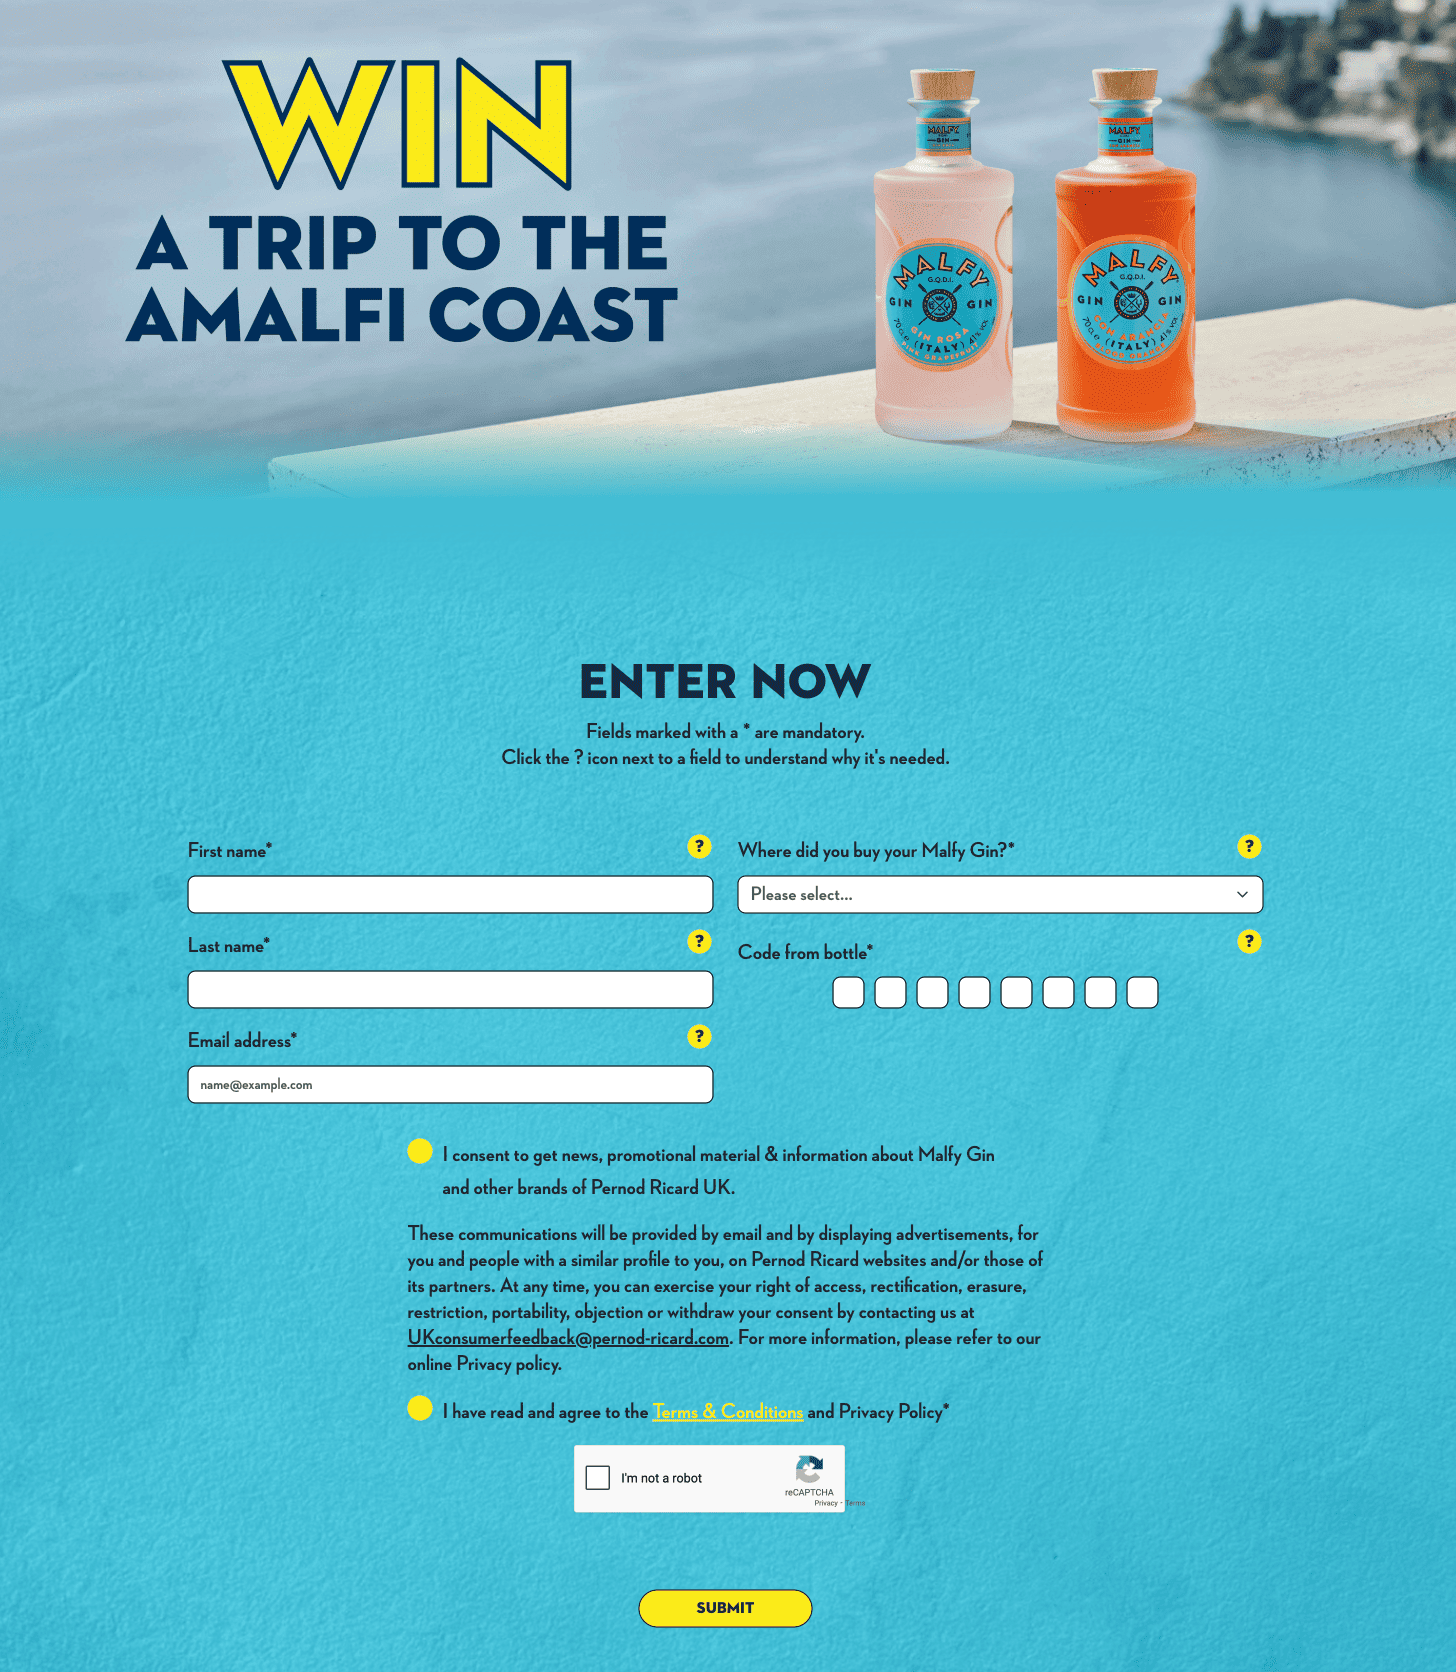 WIN
A TRIP TO THE
AMALFI COAST
MALFY
GIN
MALFY
GIN
MALFY
G.Q.D.I.
GIN GIN
70CLe (ITALY) 41% VOL
GIN ROSA
PINK GRAPEFRUIT
MALFY
G.Q.D.I.
GIN GIN
CON ARANCIA
70CLe (ITALY) 41% VOL
BLOOD ORANGE
ENTER NOW
Fields marked with a * are mandatory.
Click the ? icon next to a field to understand why it's needed.
First name* ?
Last name* ?
Email address* ?
name@example.com
Where did you buy your Malfy Gin?* ?
Please select...
Code from bottle* ?
I consent to get news, promotional material & information about Malfy Gin
and other brands of Pernod Ricard UK.
These communications will be provided by email and by displaying advertisements, for
you and people with a similar profile to you, on Pernod Ricard websites and/or those of
its partners. At any time, you can exercise your right of access, rectification, erasure,
restriction, portability, objection or withdraw your consent by contacting us at
UKconsumerfeedback@pernod-ricard.com. For more information, please refer to our
online Privacy policy.
I have read and agree to the Terms & Conditions and Privacy Policy*
I'm not a robot
reCAPTCHA
Privacy - Terms
SUBMIT